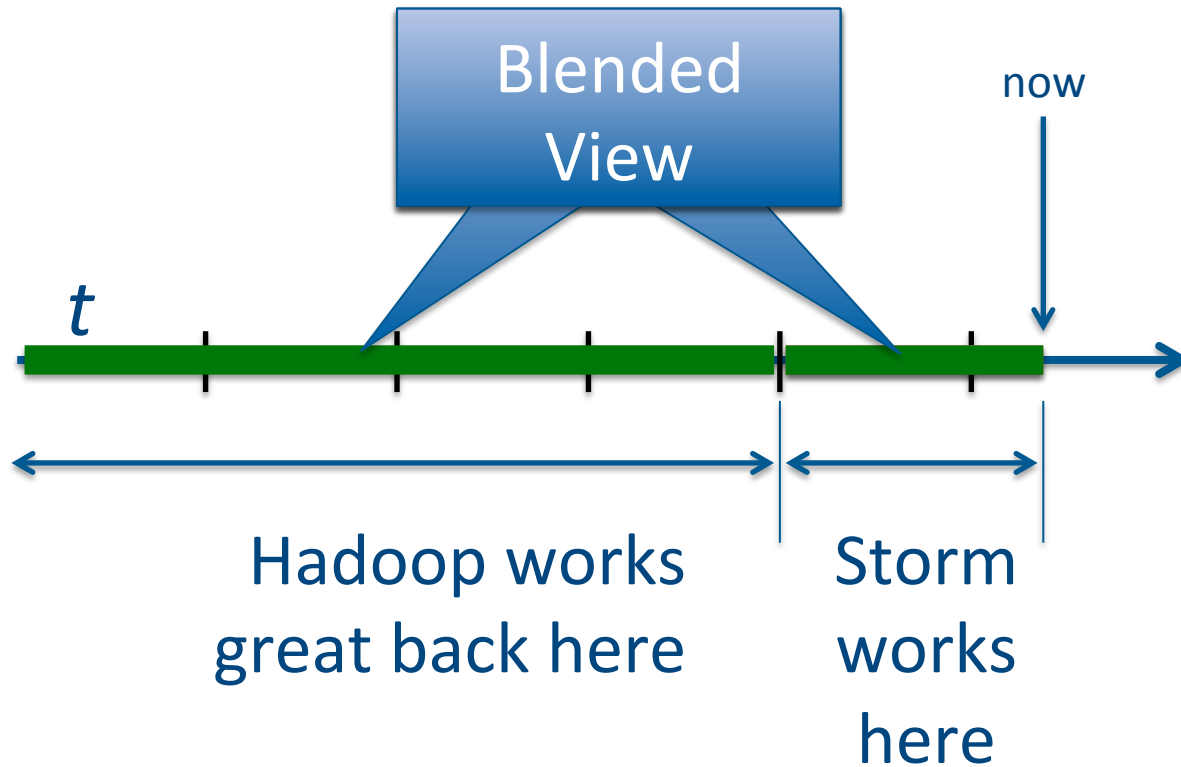 Blended
View
now
t
Hadoop works
great back here
Storm
works
here